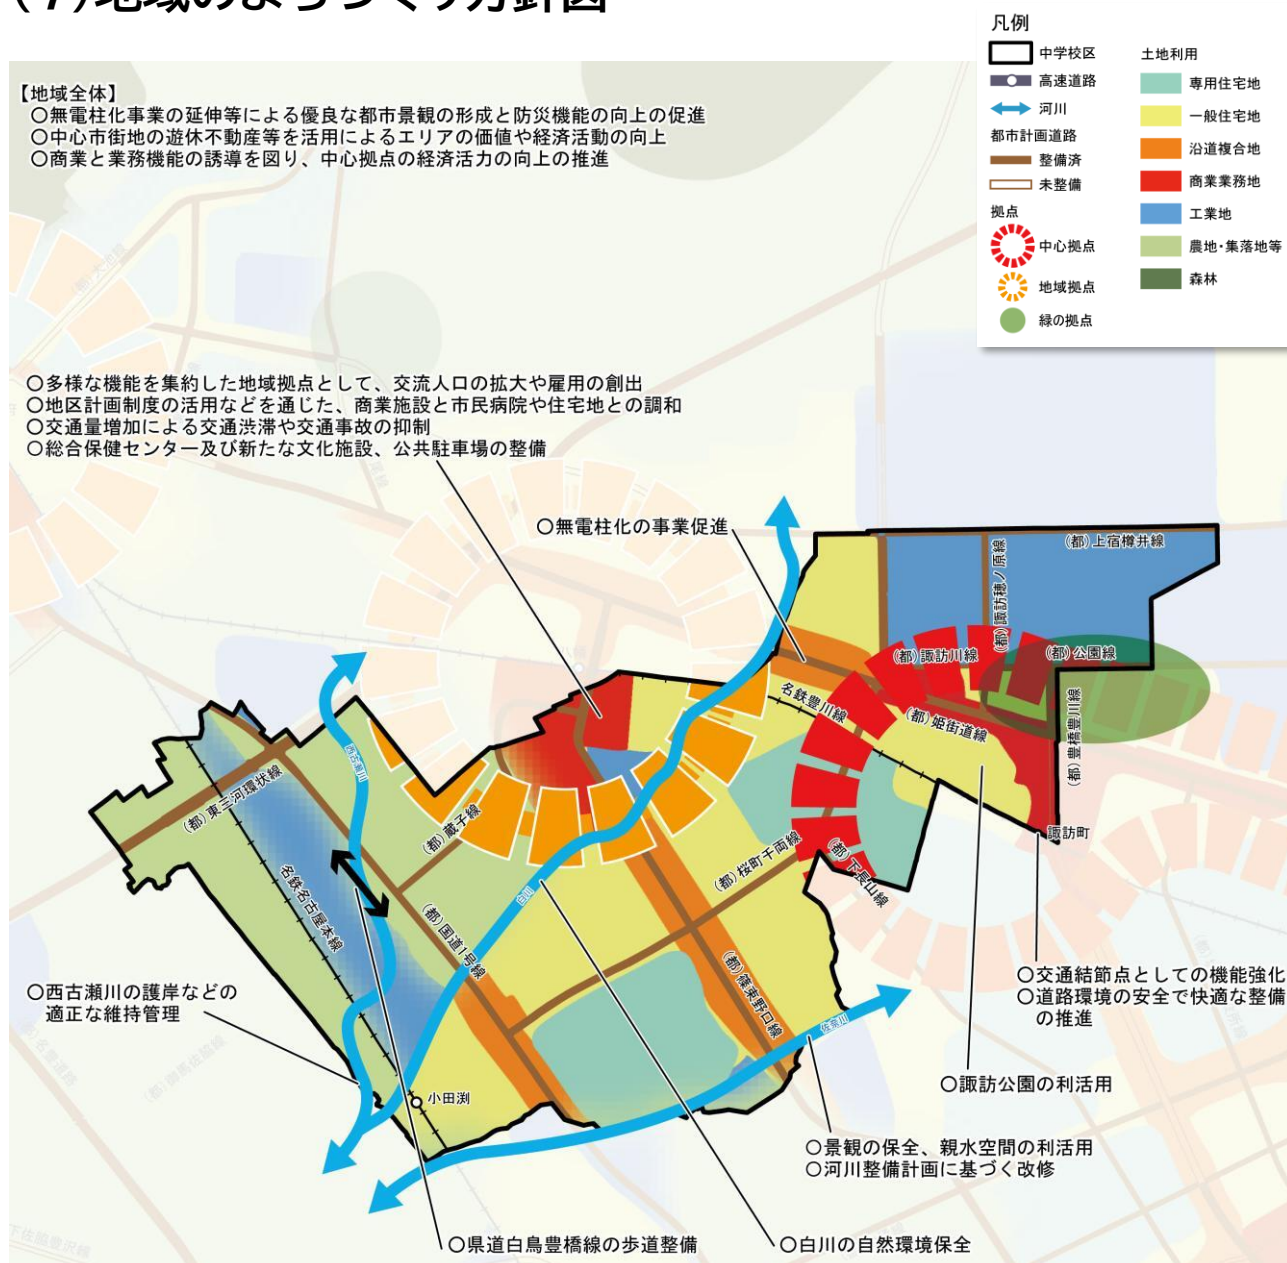 (7)地域のまちづくり方針図
凡例
中学校区
高速道路
河川
都市計画道路
整備済
未整備
拠点
中心拠点
地域拠点
緑の拠点
土地利用
専用住宅地
一般住宅地
沿道複合地
商業業務地
工業地
農地・集落地等
森林
【地域全体】
○無電柱化事業の延伸等による優良な都市景観の形成と防災機能の向上の促進
○中心市街地の遊休不動産等を活用によるエリアの価値や経済活動の向上
○商業と業務機能の誘導を図り、中心拠点の経済活力の向上の推進
○多様な機能を集約した地域拠点として、交流人口の拡大や雇用の創出
○地区計画制度の活用などを通じた、商業施設と市民病院や住宅地との調和
○交通量増加による交通渋滞や交通事故の抑制
○総合保健センター及び新たな文化施設、公共駐車場の整備
○無電柱化の事業促進
(都)上宿樽井線
(都)諏訪穂ノ原線
(都)諏訪川線
(都)公園線
名鉄豊川線
(都)姫街道線
(都)豊橋豊川線
諏訪町
西古瀬川
(都)東三河環状線
(都)蔵子線
(都)桜町千両線
(都)下長山線
名鉄名古屋本線
白川
(都)国道1号線
(都)篠束野口線
佐奈川
小田渕
○西古瀬川の護岸などの
適正な維持管理
○交通結節点としての機能強化
○道路環境の安全で快適な整備
の推進
○諏訪公園の利活用
○景観の保全、親水空間の利活用
○河川整備計画に基づく改修
○県道白鳥豊橋線の歩道整備
○白川の自然環境保全
下佐脇豊沢線